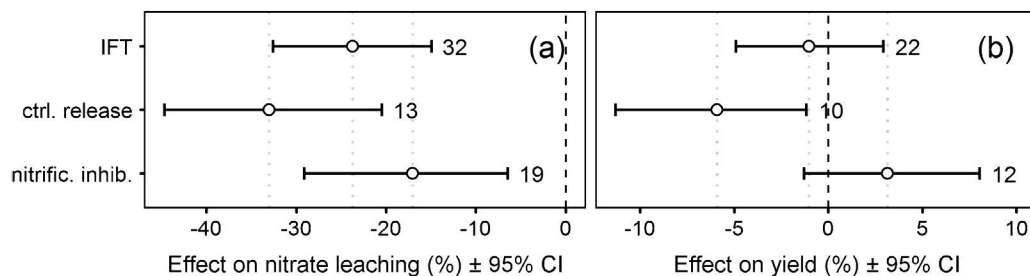 IFT
32
(a)
22
(b)
ctrl. release
13
10
nitrific. inhib.
19
12
-40 -30 -20 -10 0
-10 -5 0 5 10
Effect on nitrate leaching (%) ± 95% CI
Effect on yield (%) ± 95% CI